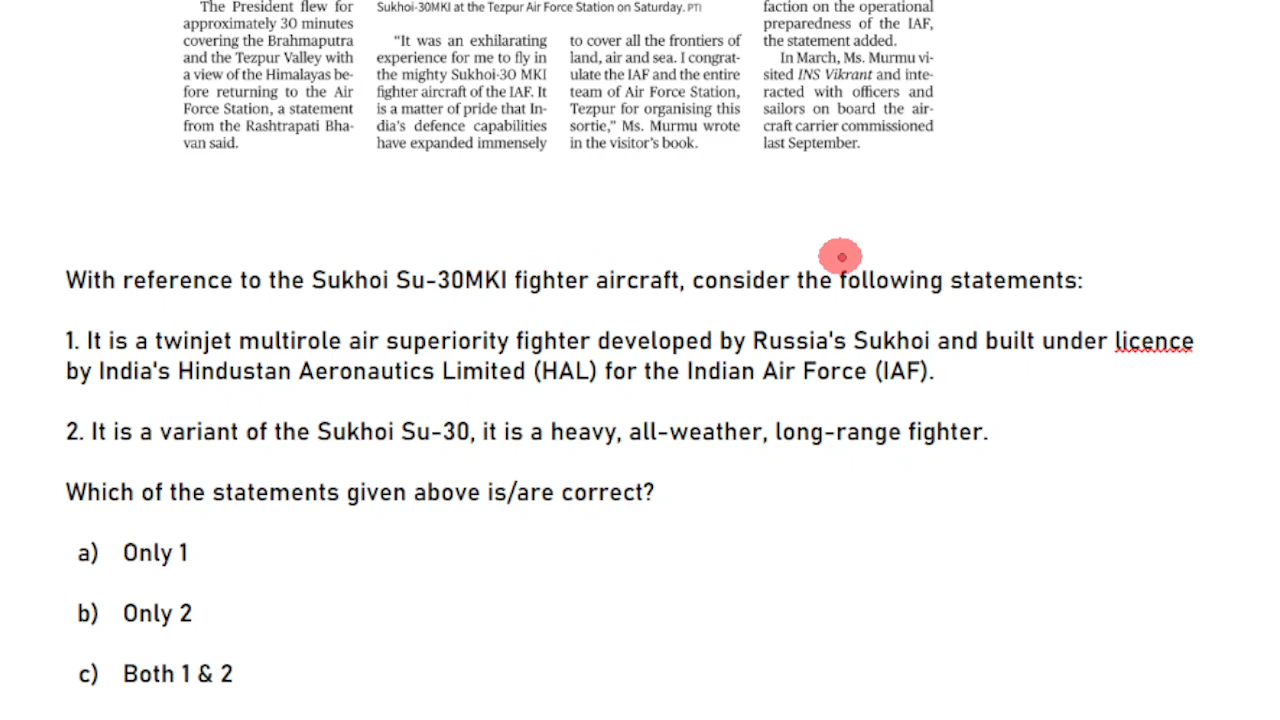 The President flew for
approximately 30 minutes
covering the Brahmaputra
and the Tezpur Valley with
a view of the Himalayas be-
fore returning to the Air
Force Station, a statement
from the Rashtrapati Bha-
van said.
Sukhoi-30MKI at the Tezpur Air Force Station on Saturday. PTI
“It was an exhilarating
experience for me to fly in
the mighty Sukhoi-30 MKI
fighter aircraft of the IAF. It
is a matter of pride that In-
dia’s defence capabilities
have expanded immensely
to cover all the frontiers of
land, air and sea. I congrat-
ulate the IAF and the entire
team of Air Force Station,
Tezpur for organising this
sortie,” Ms. Murmu wrote
in the visitor’s book.
faction on the operational
preparedness of the IAF,
the statement added.
In March, Ms. Murmu vi-
sited INS Vikrant and inte-
racted with officers and
sailors on board the air-
craft carrier commissioned
last September.
With reference to the Sukhoi Su-30MKI fighter aircraft, consider the following statements:
1. It is a twinjet multirole air superiority fighter developed by Russia's Sukhoi and built under licence
by India's Hindustan Aeronautics Limited (HAL) for the Indian Air Force (IAF).
2. It is a variant of the Sukhoi Su-30, it is a heavy, all-weather, long-range fighter.
Which of the statements given above is/are correct?
a) Only 1
b) Only 2
c) Both 1 & 2